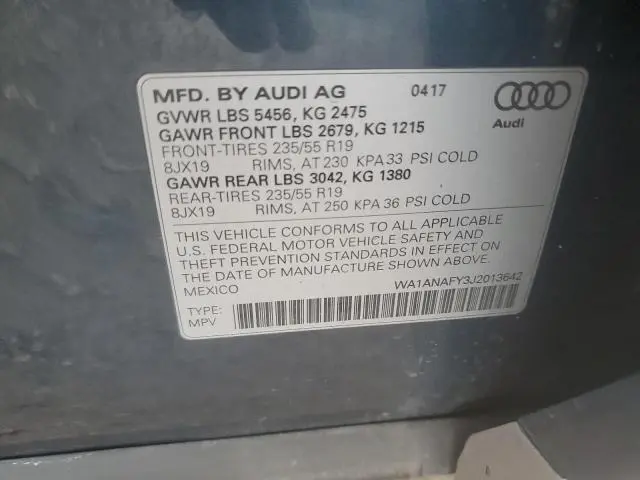 MFD. BY AUDI AG 0417
GVWR LBS 5456, KG 2475
GAWR FRONT LBS 2679, KG 1215
FRONT-TIRES 235/55 R19
8JX19 RIMS, AT 230 KPA 33 PSI COLD
GAWR REAR LBS 3042, KG 1380
REAR-TIRES 235/55 R19
8JX19 RIMS, AT 250 KPA 36 PSI COLD
Audi
THIS VEHICLE CONFORMS TO ALL APPLICABLE
U.S. FEDERAL MOTOR VEHICLE SAFETY AND
THEFT PREVENTION STANDARDS IN EFFECT ON
THE DATE OF MANUFACTURE SHOWN ABOVE.
MEXICO WA1ANAFY3J2013642
TYPE:
MPV